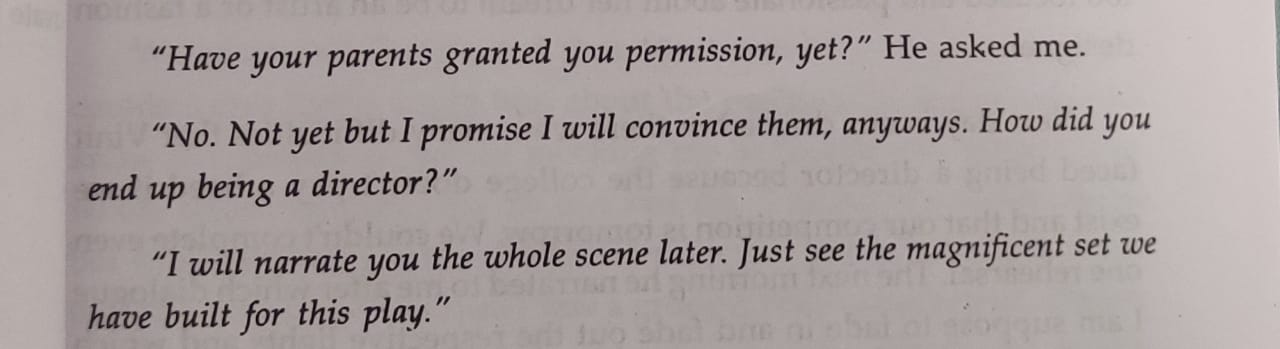 “Have your parents granted you permission, yet?” He asked me.
“No. Not yet but I promise I will convince them, anyways. How did you
end up being a director?”
“I will narrate you the whole scene later. Just see the magnificent set we
have built for this play.”